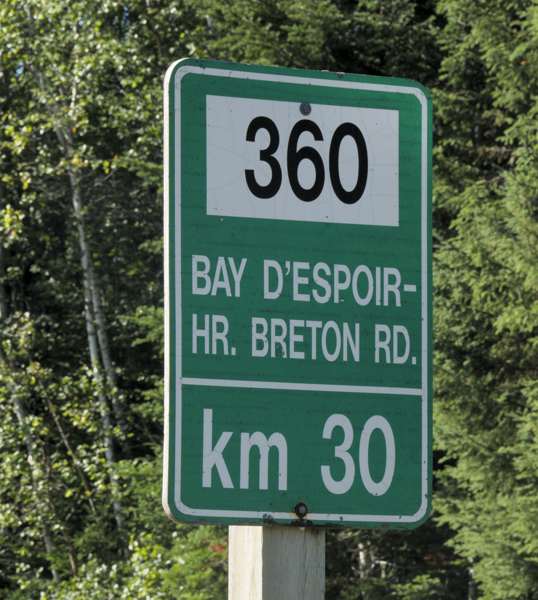 360
BAY D'ESPOIR-
HR. BRETON RD.
km 30